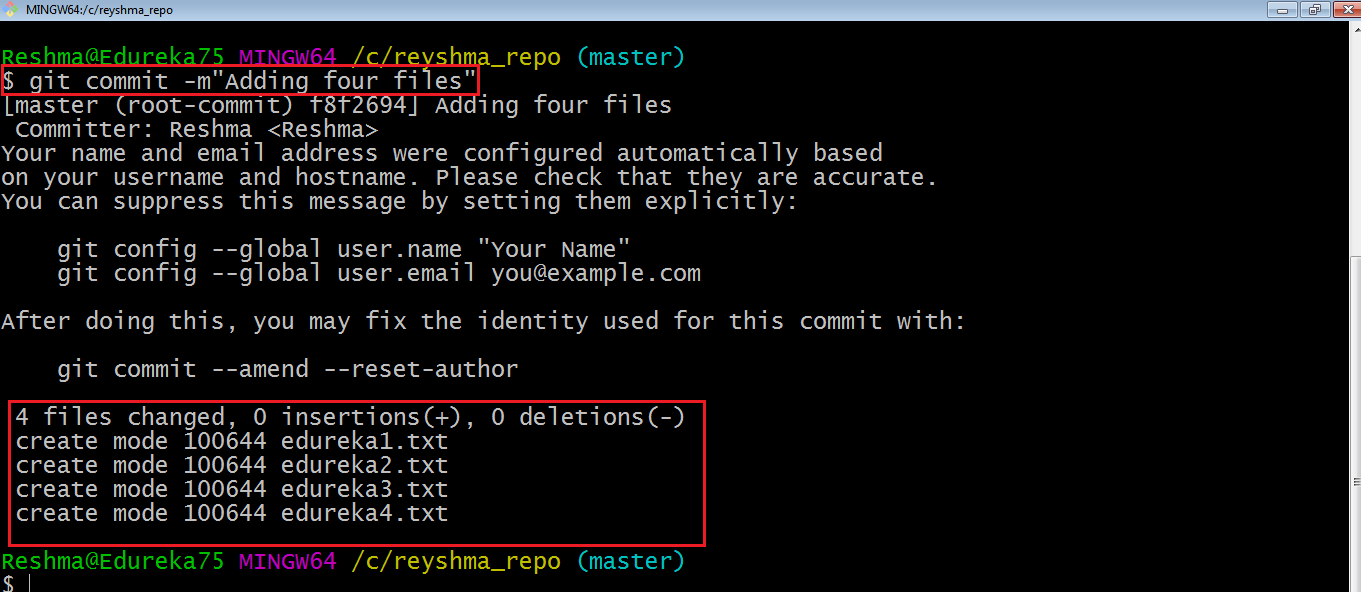 MINGW64:/c/reyshma_repo
Reshma@Edureka75 MINGW64 /c/reyshma_repo (master)
$ git commit -m"Adding four files"
[master (root-commit) f8f2694] Adding four files
 Committer: Reshma <Reshma>
Your name and email address were configured automatically based
on your username and hostname. Please check that they are accurate.
You can suppress this message by setting them explicitly:

    git config --global user.name "Your Name"
    git config --global user.email you@example.com

After doing this, you may fix the identity used for this commit with:

    git commit --amend --reset-author

 4 files changed, 0 insertions(+), 0 deletions(-)
 create mode 100644 edureka1.txt
 create mode 100644 edureka2.txt
 create mode 100644 edureka3.txt
 create mode 100644 edureka4.txt

Reshma@Edureka75 MINGW64 /c/reyshma_repo (master)
$